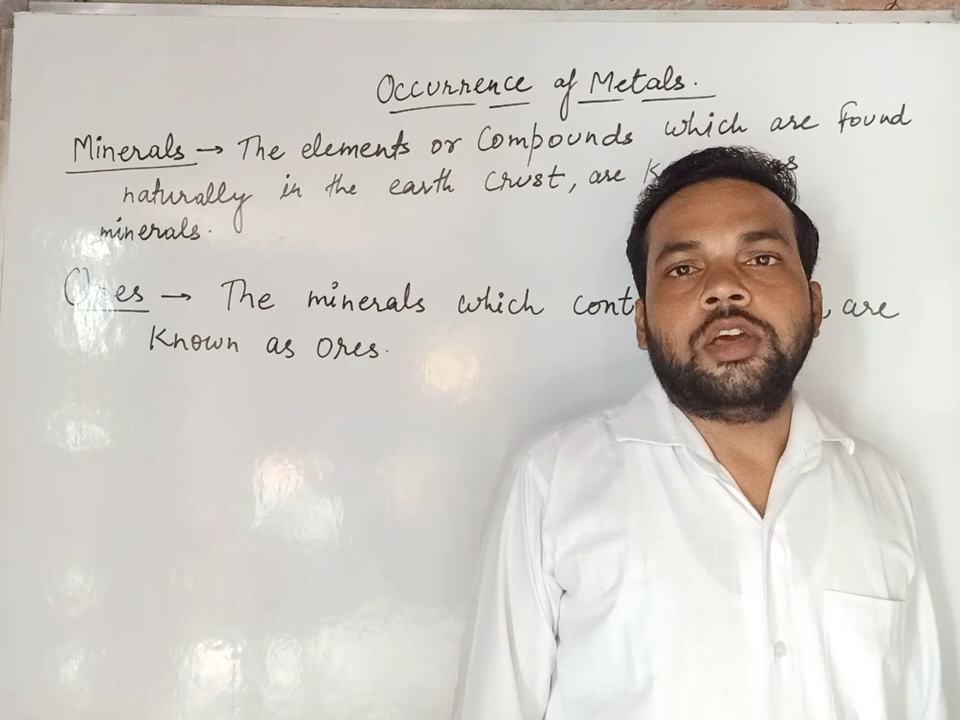 Occurrence of Metals.
Minerals → The elements or Compounds which are found
naturally in the earth crust, are
minerals.
Ores → The minerals which , are
Known as ores.